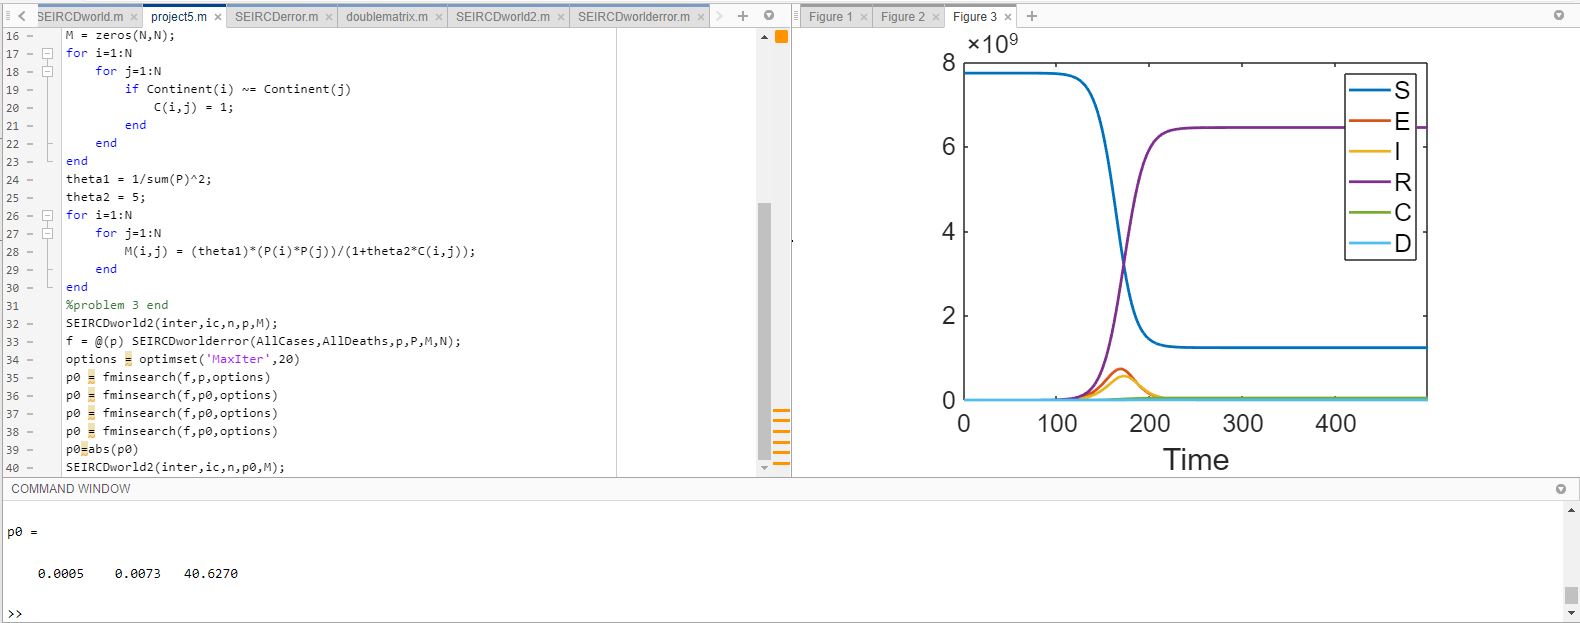 SEIRCDworld.m × project5.m × SEIRCDerror.m × doublematrix.m × SEIRCDworld2.m × SEIRCDworlderror.m ×
16 M = zeros(N,N);
17 for i=1:N
18 for j=1:N
19 if Continent(i) ~= Continent(j)
20 C(i,j) = 1;
21 end
22 end
23 end
24 theta1 = 1/sum(P)^2;
25 theta2 = 5;
26 for i=1:N
27 for j=1:N
28 M(i,j) = (theta1)*(P(i)*P(j))/(1+theta2*C(i,j));
29 end
30 end
31 %problem 3 end
32 SEIRCDworld2(inter,ic,n,p,M);
33 f = @(p) SEIRCDworlderror(AllCases,AllDeaths,p,P,M,N);
34 options = optimset('MaxIter',20)
35 p0 = fminsearch(f,p,options)
36 p0 = fminsearch(f,p0,options)
37 p0 = fminsearch(f,p0,options)
38 p0 = fminsearch(f,p0,options)
39 p0=abs(p0)
40 SEIRCDworld2(inter,ic,n,p0,M);
Figure 1 × Figure 2 × Figure 3 ×
×10⁹
8
6
4
2
0
0 100 200 300 400
Time
S
E
I
R
C
D
COMMAND WINDOW
p0 =
0.0005 0.0073 40.6270
>>